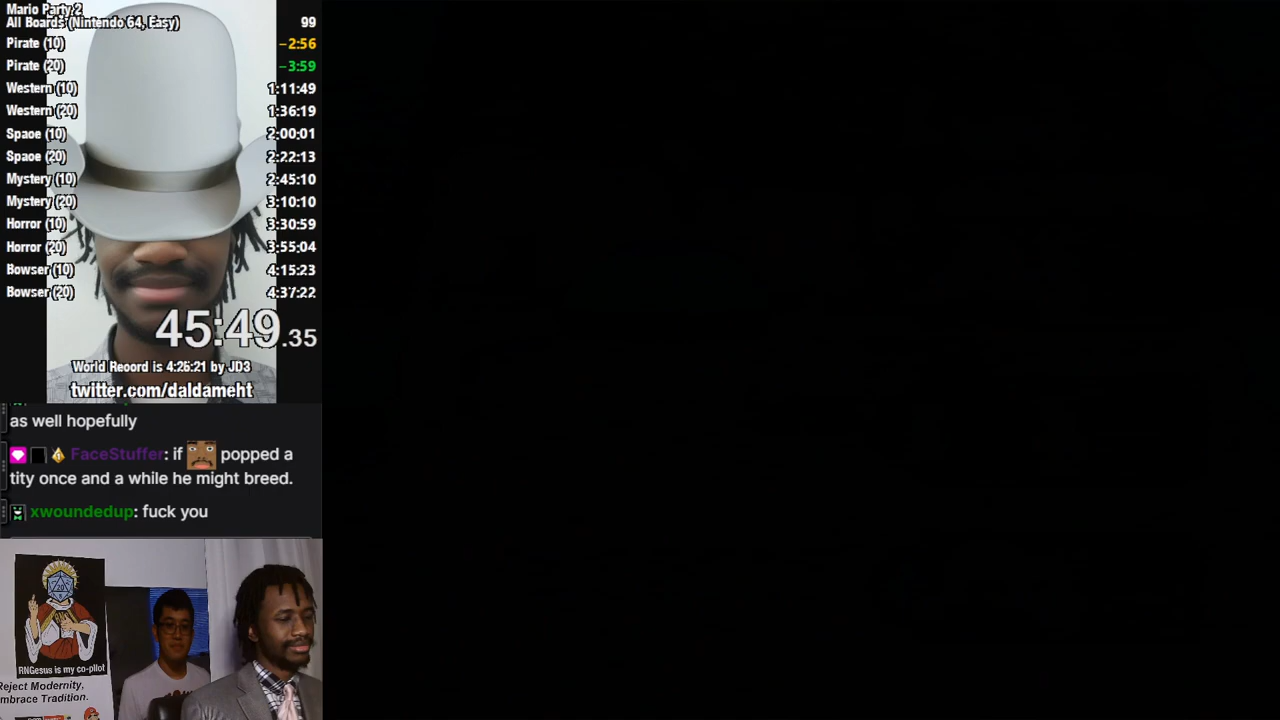 Mario Party 2
All Boards (Nintendo 64, Easy) 99
Pirate (10) −2:56
Pirate (20) −3:59
Western (10) 1:11:49
Western (20) 1:36:19
Space (10) 2:00:01
Space (20) 2:22:13
Mystery (10) 2:45:10
Mystery (20) 3:10:10
Horror (10) 3:30:59
Horror (20) 3:55:04
Bowser (10) 4:15:23
Bowser (20) 4:37:22
45:49.35
World Record is 4:26:21 by JD3
twitter.com/daldameht
as well hopefully
FaceStuffer: if popped a
tity once and a while he might breed.
xwoundedup: fuck you
RNGesus is my co-pilot
Reject Modernity,
Embrace Tradition.